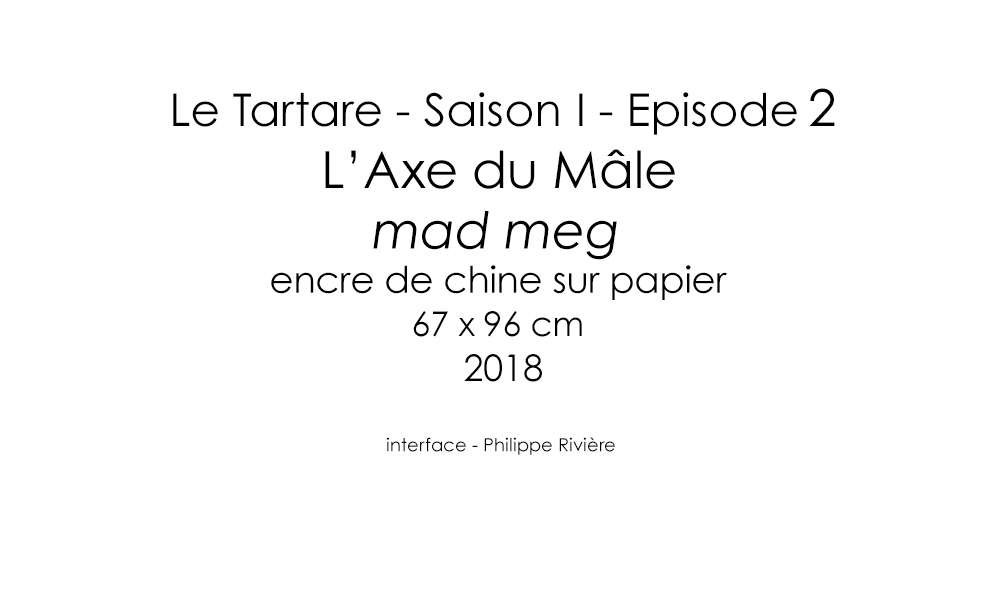 Le Tartare - Saison I - Episode 2
L’Axe du Mâle
mad meg
encre de chine sur papier
67 x 96 cm
2018
interface - Philippe Rivière